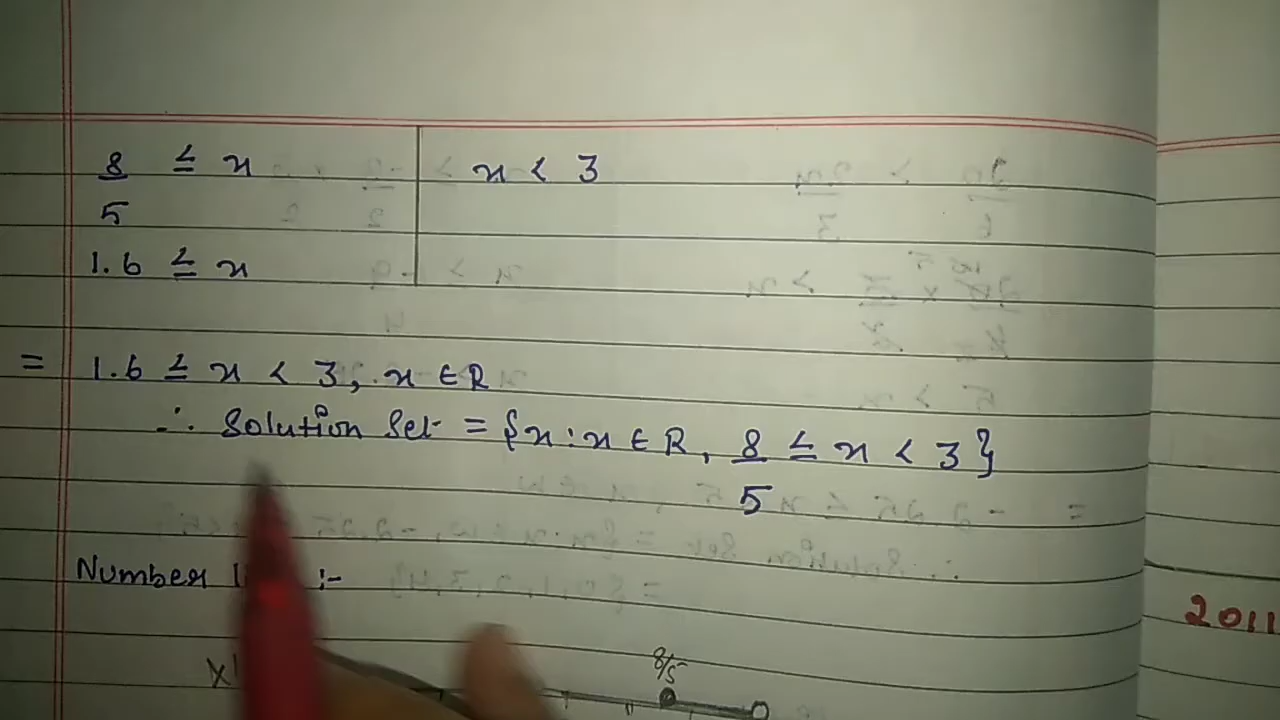 8/5 ≤ x | x < 3
1.6 ≤ x
= 1.6 ≤ x < 3, x ∈ R
∴ Solution Set = {x : x ∈ R, 8/5 ≤ x < 3}
Number :-
2011
X'
8/5